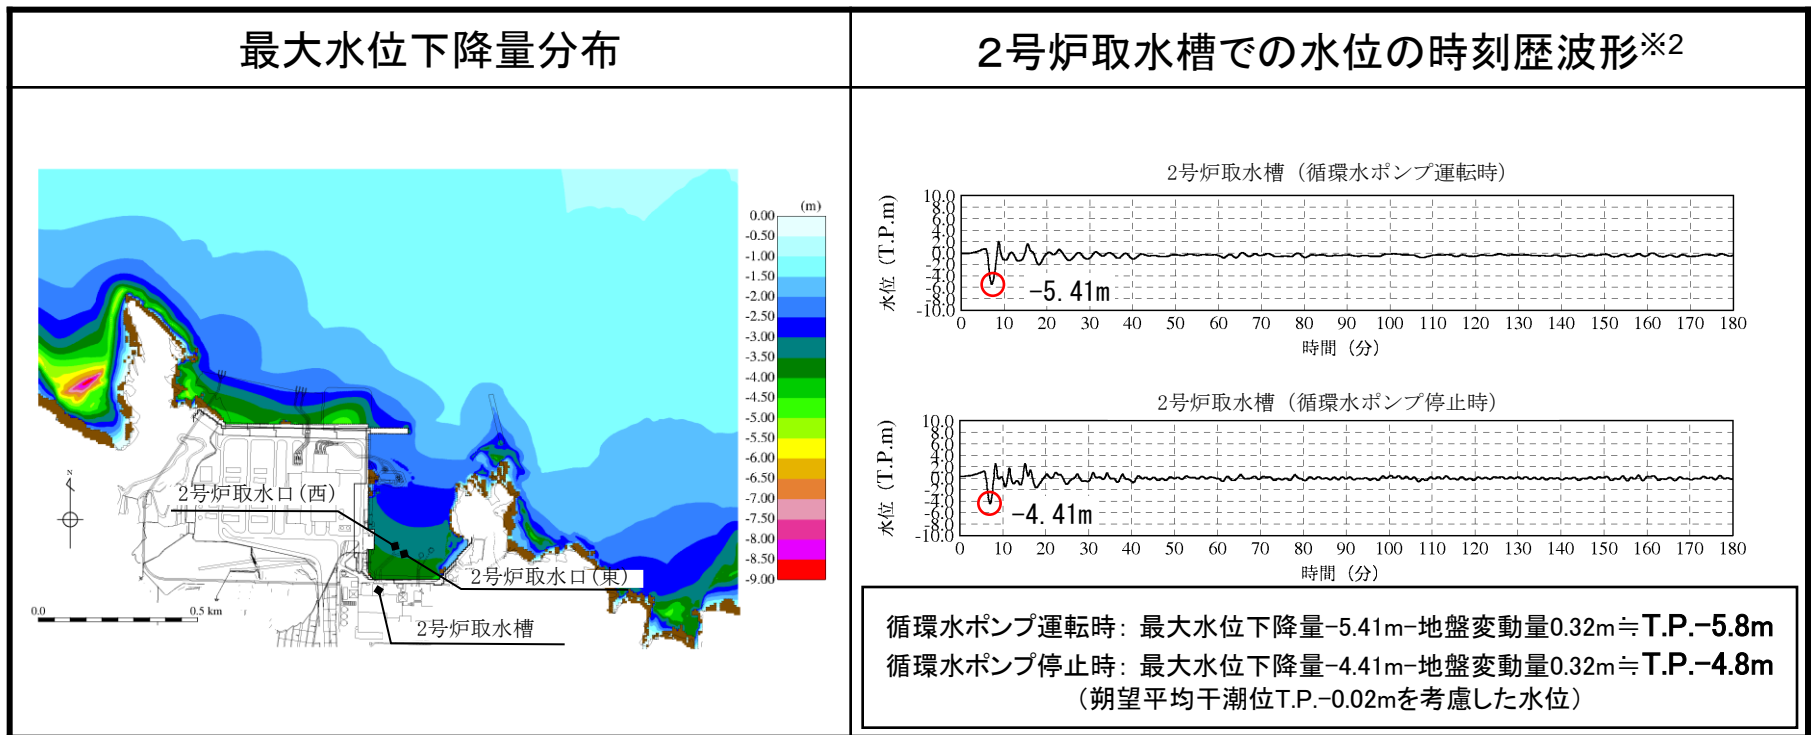 最大水位下降量分布
2号炉取水槽での水位の時刻歴波形※2
(m)
0.00
-0.50
-1.00
-1.50
-2.00
-2.50
-3.00
-3.50
-4.00
-4.50
-5.00
-5.50
-6.00
-6.50
-7.00
-7.50
-8.00
-8.50
-9.00
N
2号炉取水口(西)
2号炉取水口(東)
2号炉取水槽
0.0 0.5 km
2号炉取水槽（循環水ポンプ運転時）
水位（T.P.m）
10.0
8.0
6.0
4.0
2.0
0.0
-2.0
-4.0
-6.0
-8.0
-10.0
-5.41m
0 10 20 30 40 50 60 70 80 90 100 110 120 130 140 150 160 170 180
時間（分）
2号炉取水槽（循環水ポンプ停止時）
水位（T.P.m）
10.0
8.0
6.0
4.0
2.0
0.0
-2.0
-4.0
-6.0
-8.0
-10.0
-4.41m
0 10 20 30 40 50 60 70 80 90 100 110 120 130 140 150 160 170 180
時間（分）
循環水ポンプ運転時：最大水位下降量-5.41m-地盤変動量0.32m≒T.P.-5.8m
循環水ポンプ停止時：最大水位下降量-4.41m-地盤変動量0.32m≒T.P.-4.8m
（朔望平均干潮位T.P.-0.02mを考慮した水位）